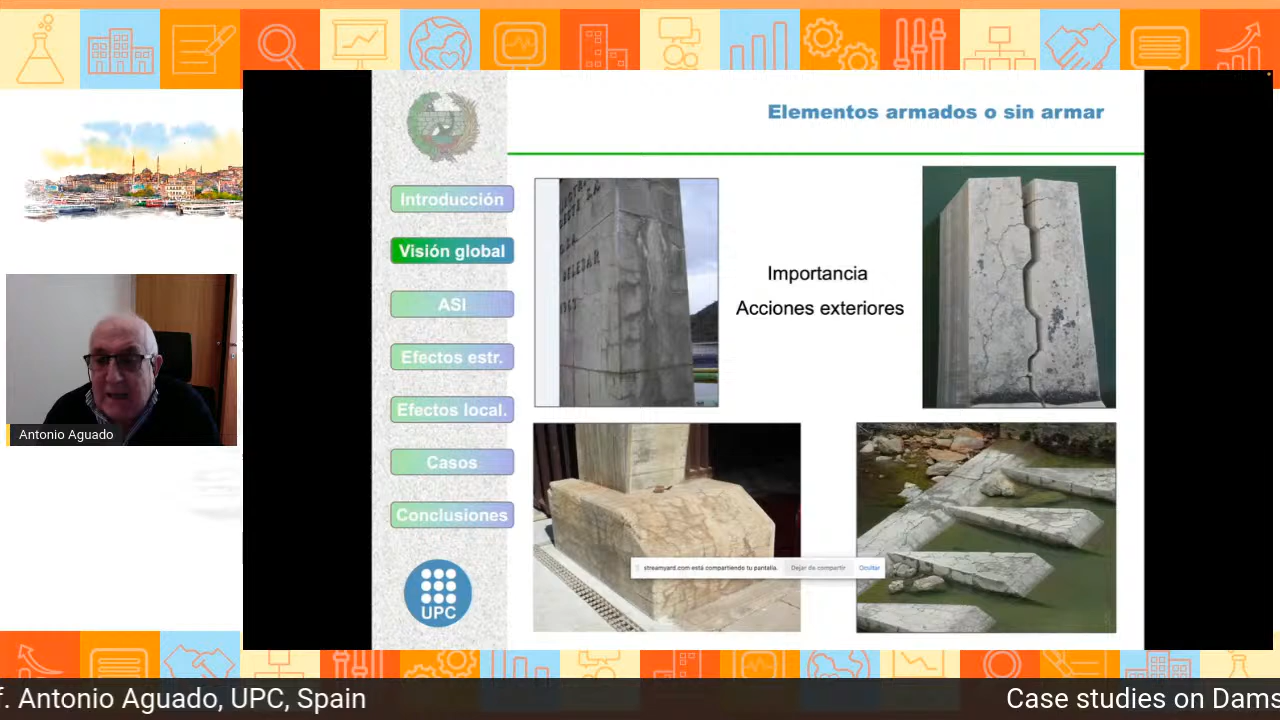 Elementos armados o sin armar
Introducción
Visión global
ASI
Efectos estr.
Efectos local.
Casos
Conclusiones
UPC
Importancia
Acciones exteriores
streamyard.com está compartiendo tu pantalla.
Dejar de compartir
Ocultar
Antonio Aguado
. Antonio Aguado, UPC, Spain
Case studies on Dams